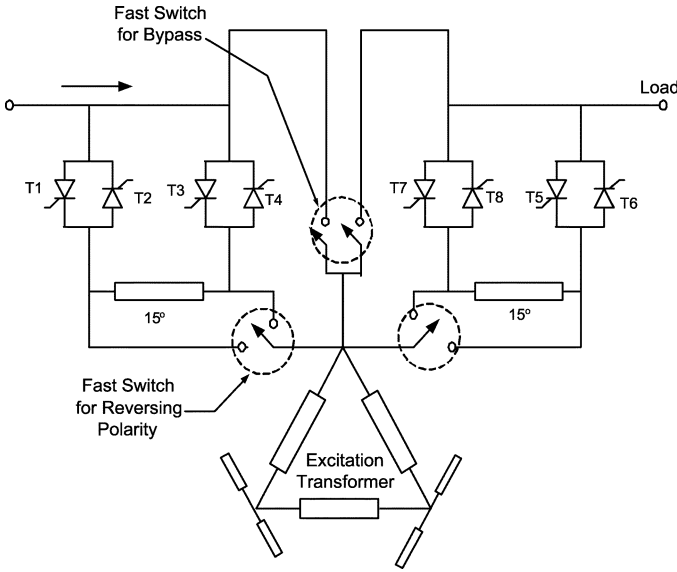 Fast Switch
for Bypass
Load
T1
T2
T3
T4
T7
T8
T5
T6
15º
15º
Fast Switch
for Reversing
Polarity
Excitation
Transformer